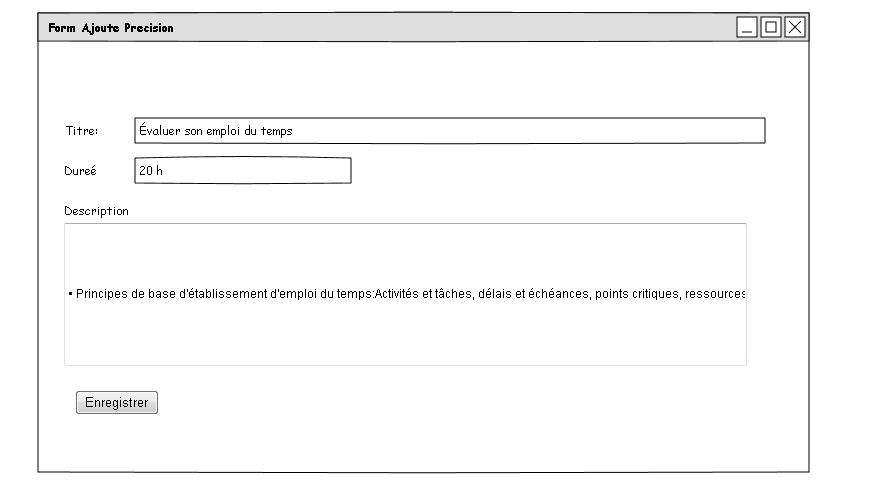 Form Ajoute Precision
Titre:
Évaluer son emploi du temps
Dureé
20 h
Description
• Principes de base d'établissement d'emploi du temps:Activités et tâches, délais et échéances, points critiques, ressources
Enregistrer